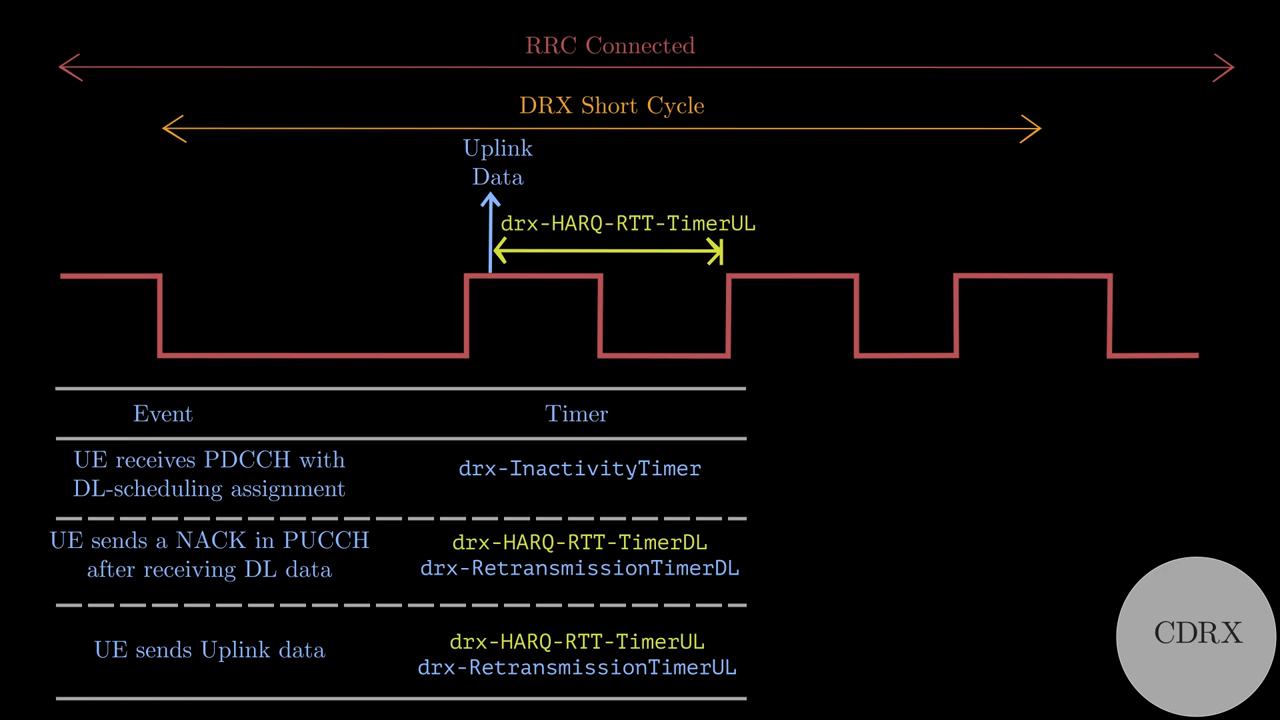 RRC Connected
DRX Short Cycle
Uplink
Data
drx-HARQ-RTT-TimerUL
Event
Timer
UE receives PDCCH with
DL-scheduling assignment
drx-InactivityTimer
UE sends a NACK in PUCCH
after receiving DL data
drx-HARQ-RTT-TimerDL
drx-RetransmissionTimerDL
UE sends Uplink data
drx-HARQ-RTT-TimerUL
drx-RetransmissionTimerUL
CDRX